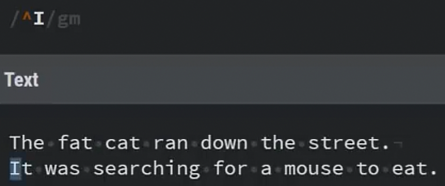 /^I/gm
Text
The fat cat ran down the street.
It was searching for a mouse to eat.